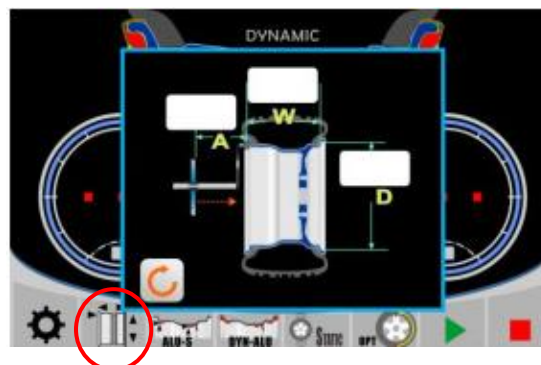 DYNAMIC
W
A
D
ALU-S
DYN-ALU
STATIC
OPT